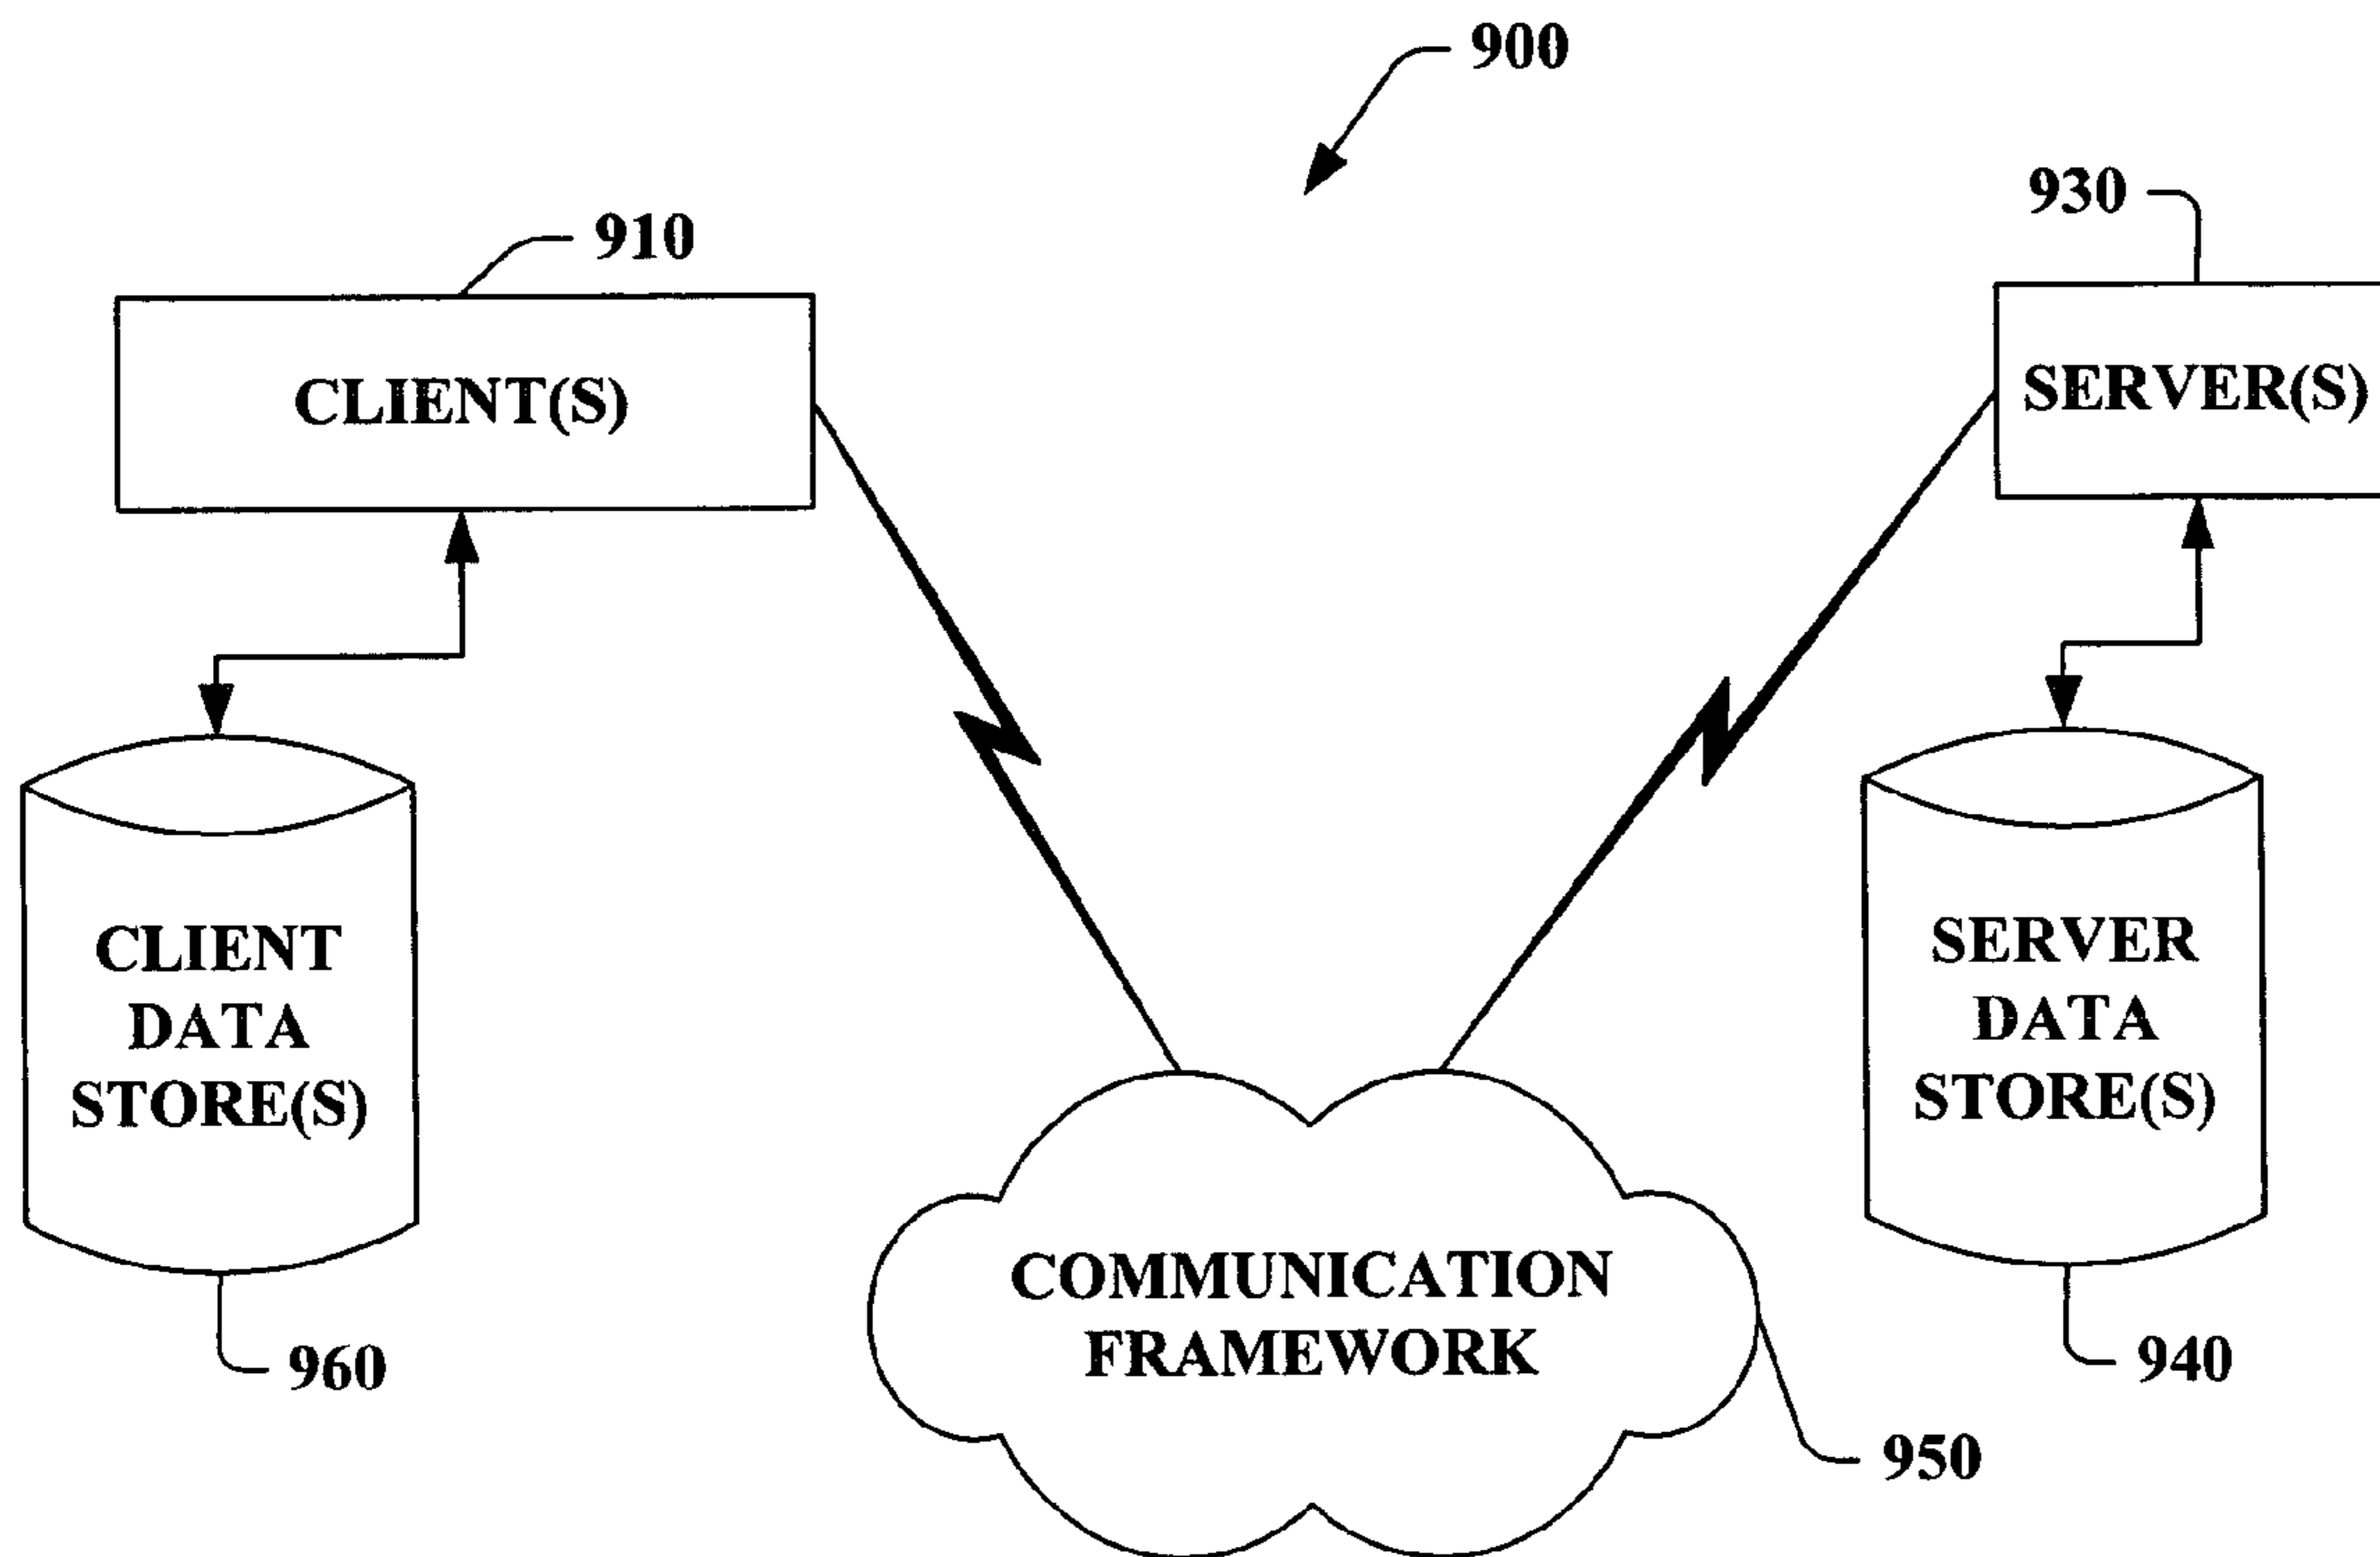 900
930
910
CLIENT(S)
SERVER(S)
CLIENT
DATA
STORE(S)
SERVER
DATA
STORE(S)
COMMUNICATION
FRAMEWORK
960
940
950